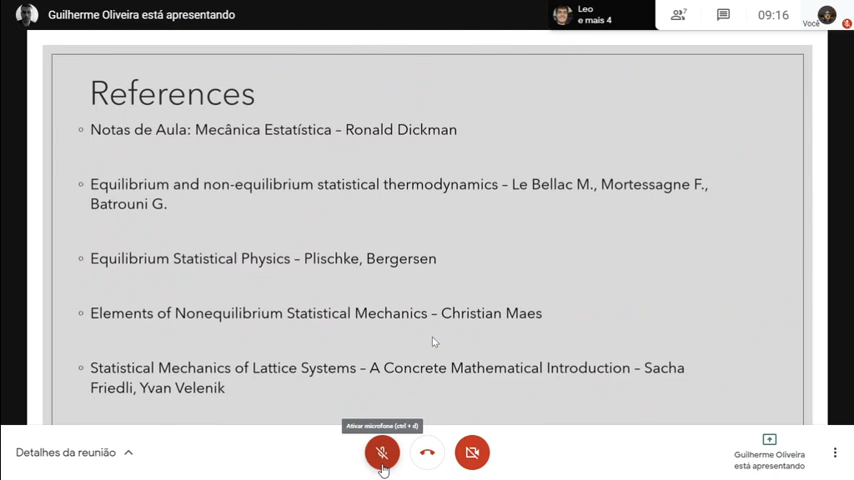 Guilherme Oliveira está apresentando
Leo
e mais 4
7
09:16
Você
References
Notas de Aula: Mecânica Estatística – Ronald Dickman
Equilibrium and non-equilibrium statistical thermodynamics – Le Bellac M., Mortessagne F.,
Batrouni G.
Equilibrium Statistical Physics – Plischke, Bergersen
Elements of Nonequilibrium Statistical Mechanics – Christian Maes
Statistical Mechanics of Lattice Systems – A Concrete Mathematical Introduction – Sacha
Friedli, Yvan Velenik
Ativar microfone (ctrl + d)
Detalhes da reunião
Guilherme Oliveira
está apresentando